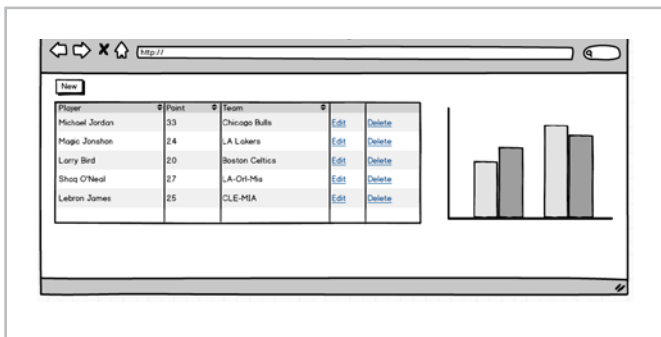 http://
New
Player Point Team
Michael Jordan 33 Chicago Bulls Edit Delete
Magic Jonshon 24 LA Lakers Edit Delete
Larry Bird 20 Boston Celtics Edit Delete
Shaq O'Neal 27 LA-Orl-Mia Edit Delete
Lebron James 25 CLE-MIA Edit Delete